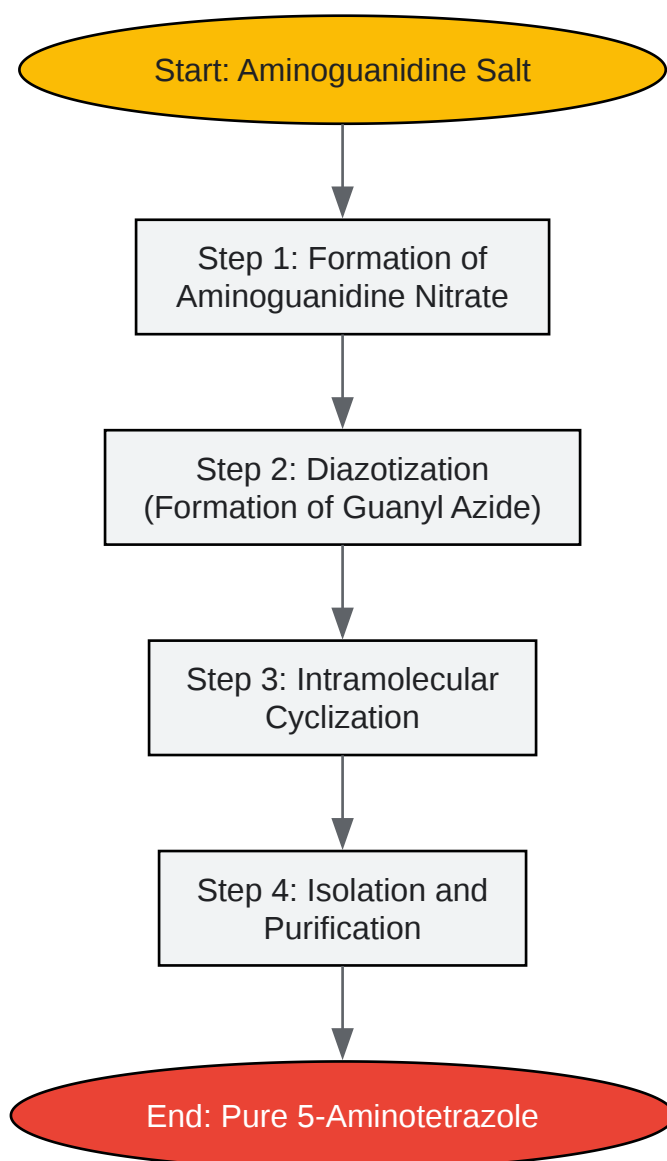 Start: Aminoguanidine Salt
Step 1: Formation of
Aminoguanidine Nitrate
Step 2: Diazotization
(Formation of Guanyl Azide)
Step 3: Intramolecular
Cyclization
Step 4: Isolation and
Purification
End: Pure 5-Aminotetrazole